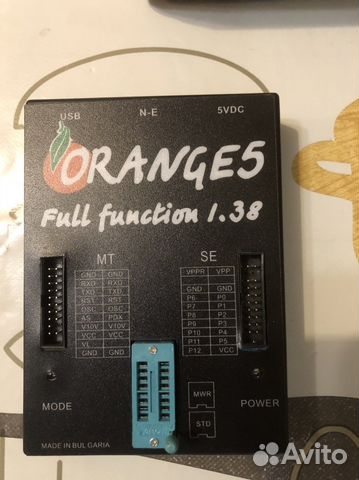 USB N-E 5VDC
ORANGE5
Full function 1.38
MT SE
GND GND VPPR VPP
RXD RXD GND GND
TXD TXD P6 P0
RST RST P7 P1
OSC OSC P8 P2
AS PDX P9 P3
V10V V10V P10 P4
VCC VCC P11 P5
VL P12 VCC
GND GND
MWR
MODE POWER
STD
MADE IN BULGARIA
Avito